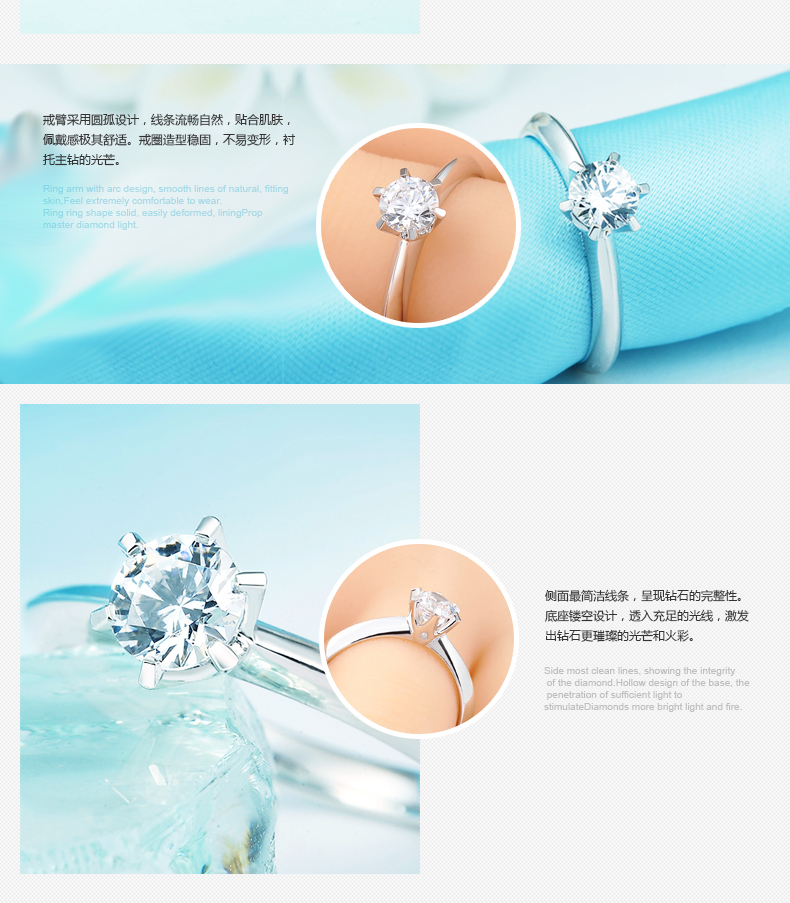 戒臂采用圆孤设计，线条流畅自然，贴合肌肤，
佩戴感极其舒适。戒圈造型稳固，不易变形，衬
托主钻的光芒。
Ring arm with arc design, smooth lines of natural, fitting
skin,Feel extremely comfortable to wear.
Ring ring shape solid, easily deformed, liningProp
master diamond light.
侧面最简洁线条，呈现钻石的完整性。
底座镂空设计，透入充足的光线，激发
出钻石更璀璨的光芒和火彩。
Side most clean lines, showing the integrity
of the diamond.Hollow design of the base, the
penetration of sufficient light to
stimulateDiamonds more bright light and fire.